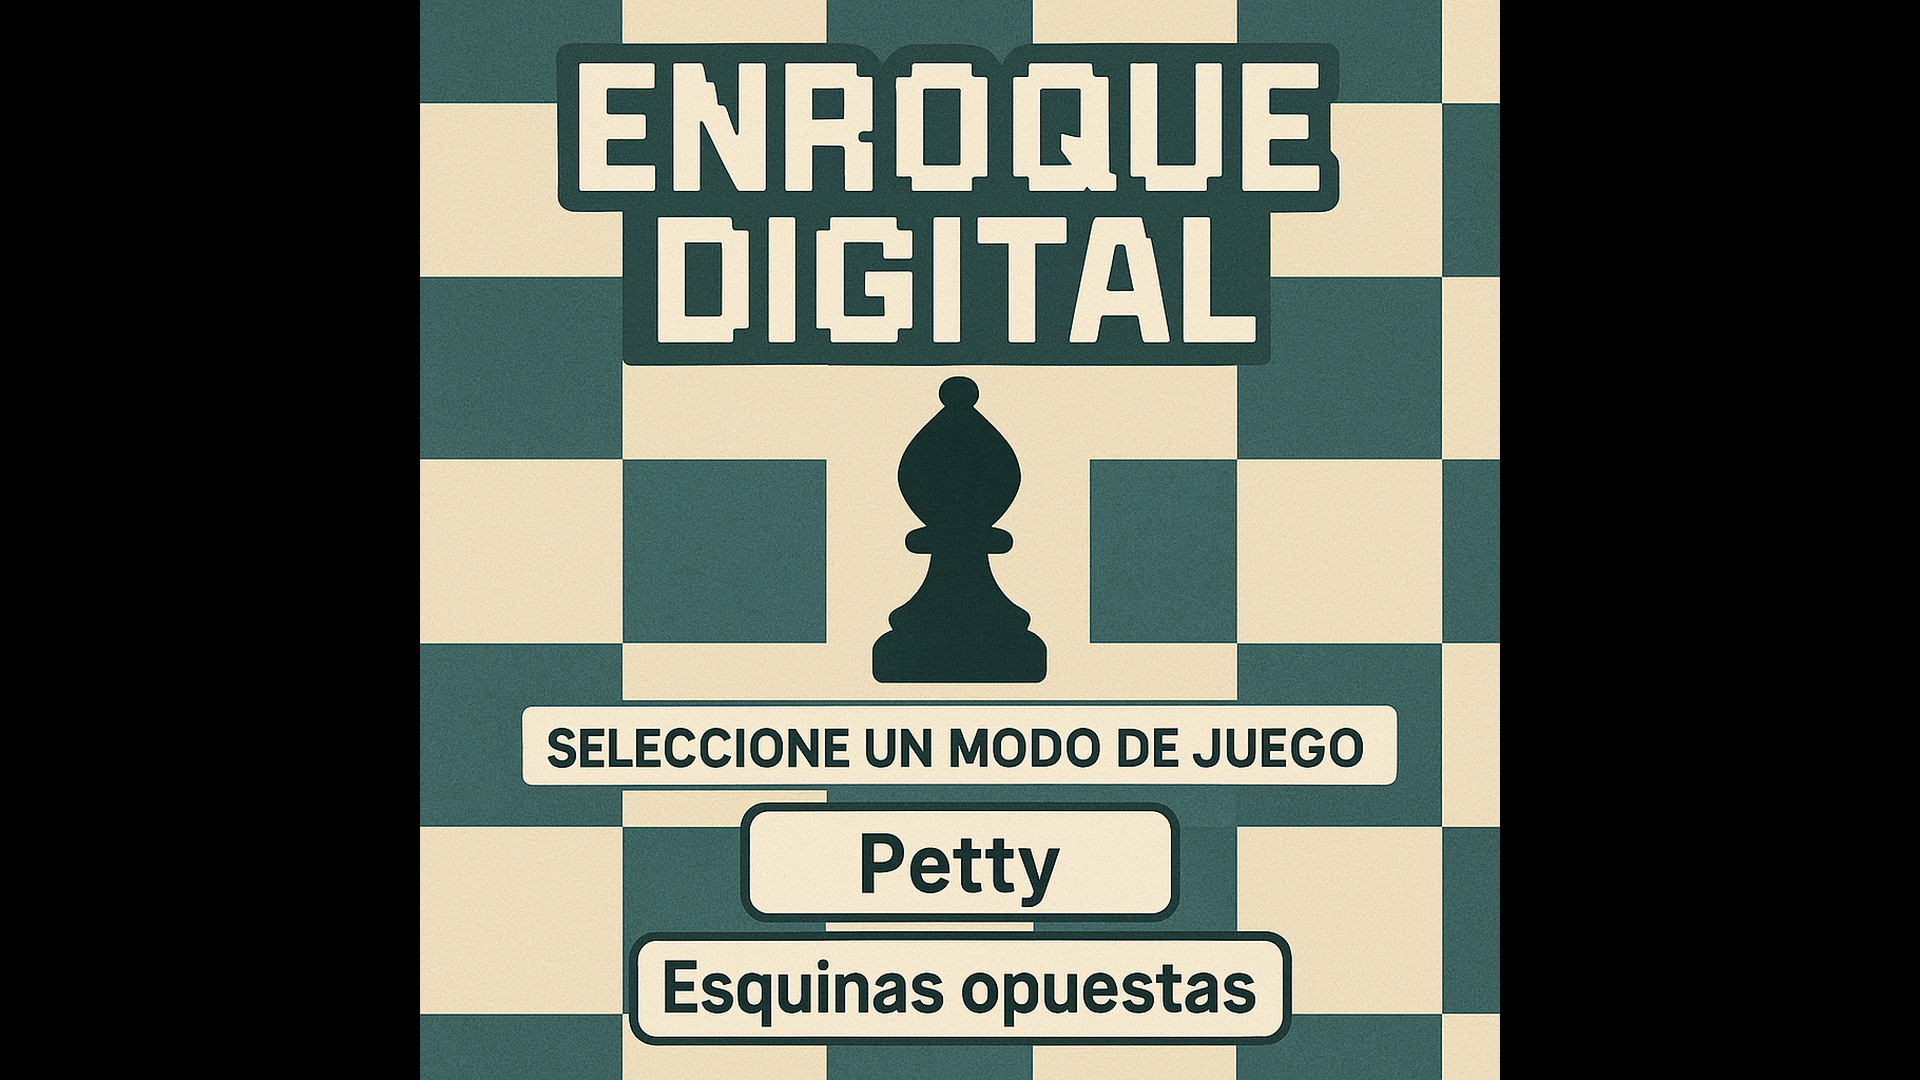 ENROQUE
DIGITAL
SELECCIONE UN MODO DE JUEGO
Petty
Esquinas opuestas